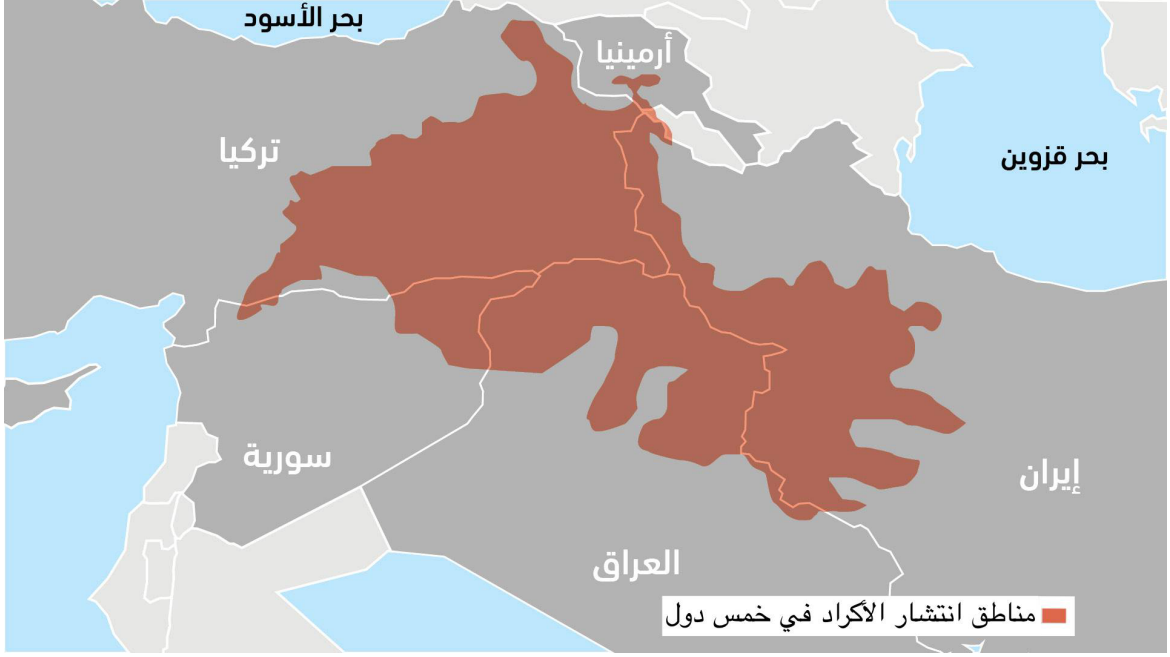 بحر الأسود
أرمينيا
تركيا
بحر قزوين
سورية
إيران
العراق
مناطق انتشار الأكراد في خمس دول